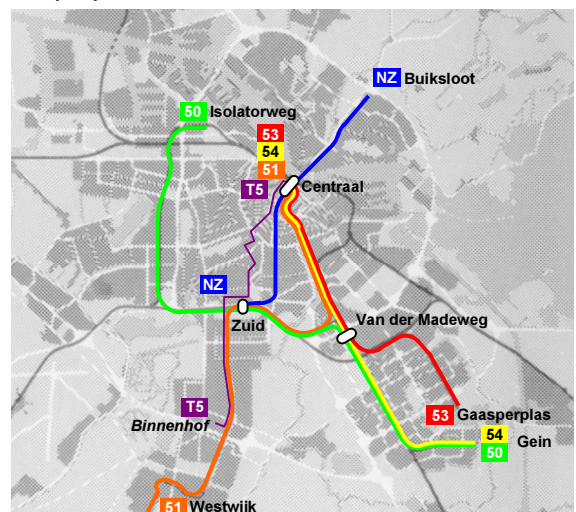 NZ Buiksloot
50 Isolatorweg
53
54
51
T5
Centraal
NZ
Zuid
Van der Madeweg
T5
Binnenhof
53 Gaasperplas
54
50
Gein
51 Westwijk